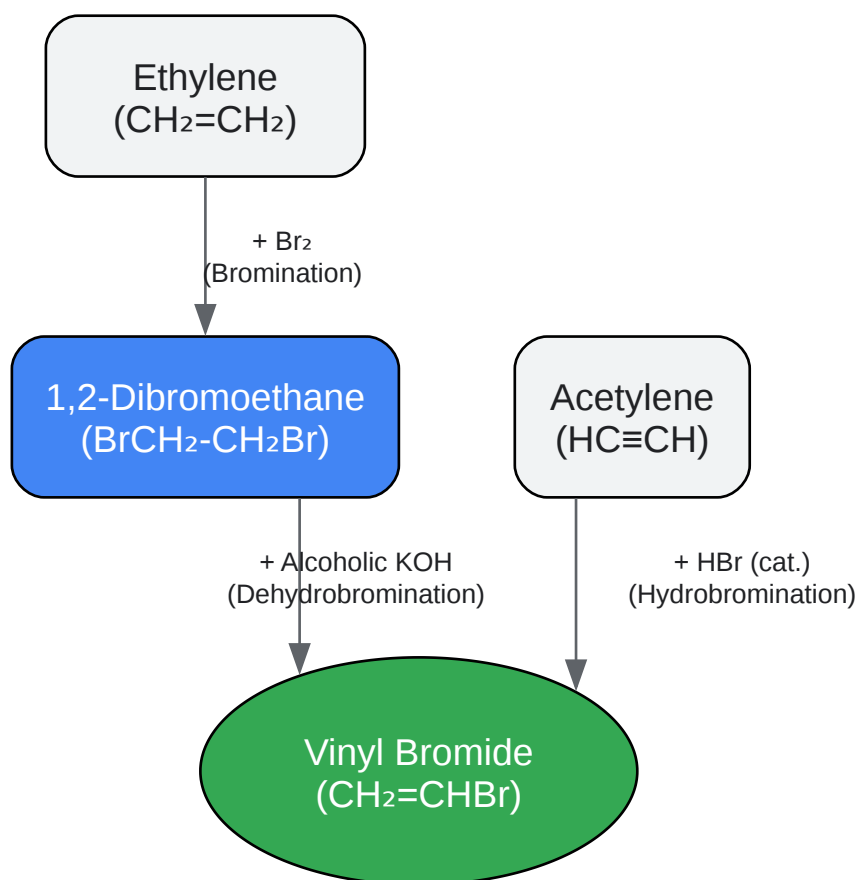 Ethylene
(CH₂=CH₂)
+ Br₂
(Bromination)
1,2-Dibromoethane
(BrCH₂-CH₂Br)
Acetylene
(HC≡CH)
+ Alcoholic KOH
(Dehydrobromination)
+ HBr (cat.)
(Hydrobromination)
Vinyl Bromide
(CH₂=CHBr)